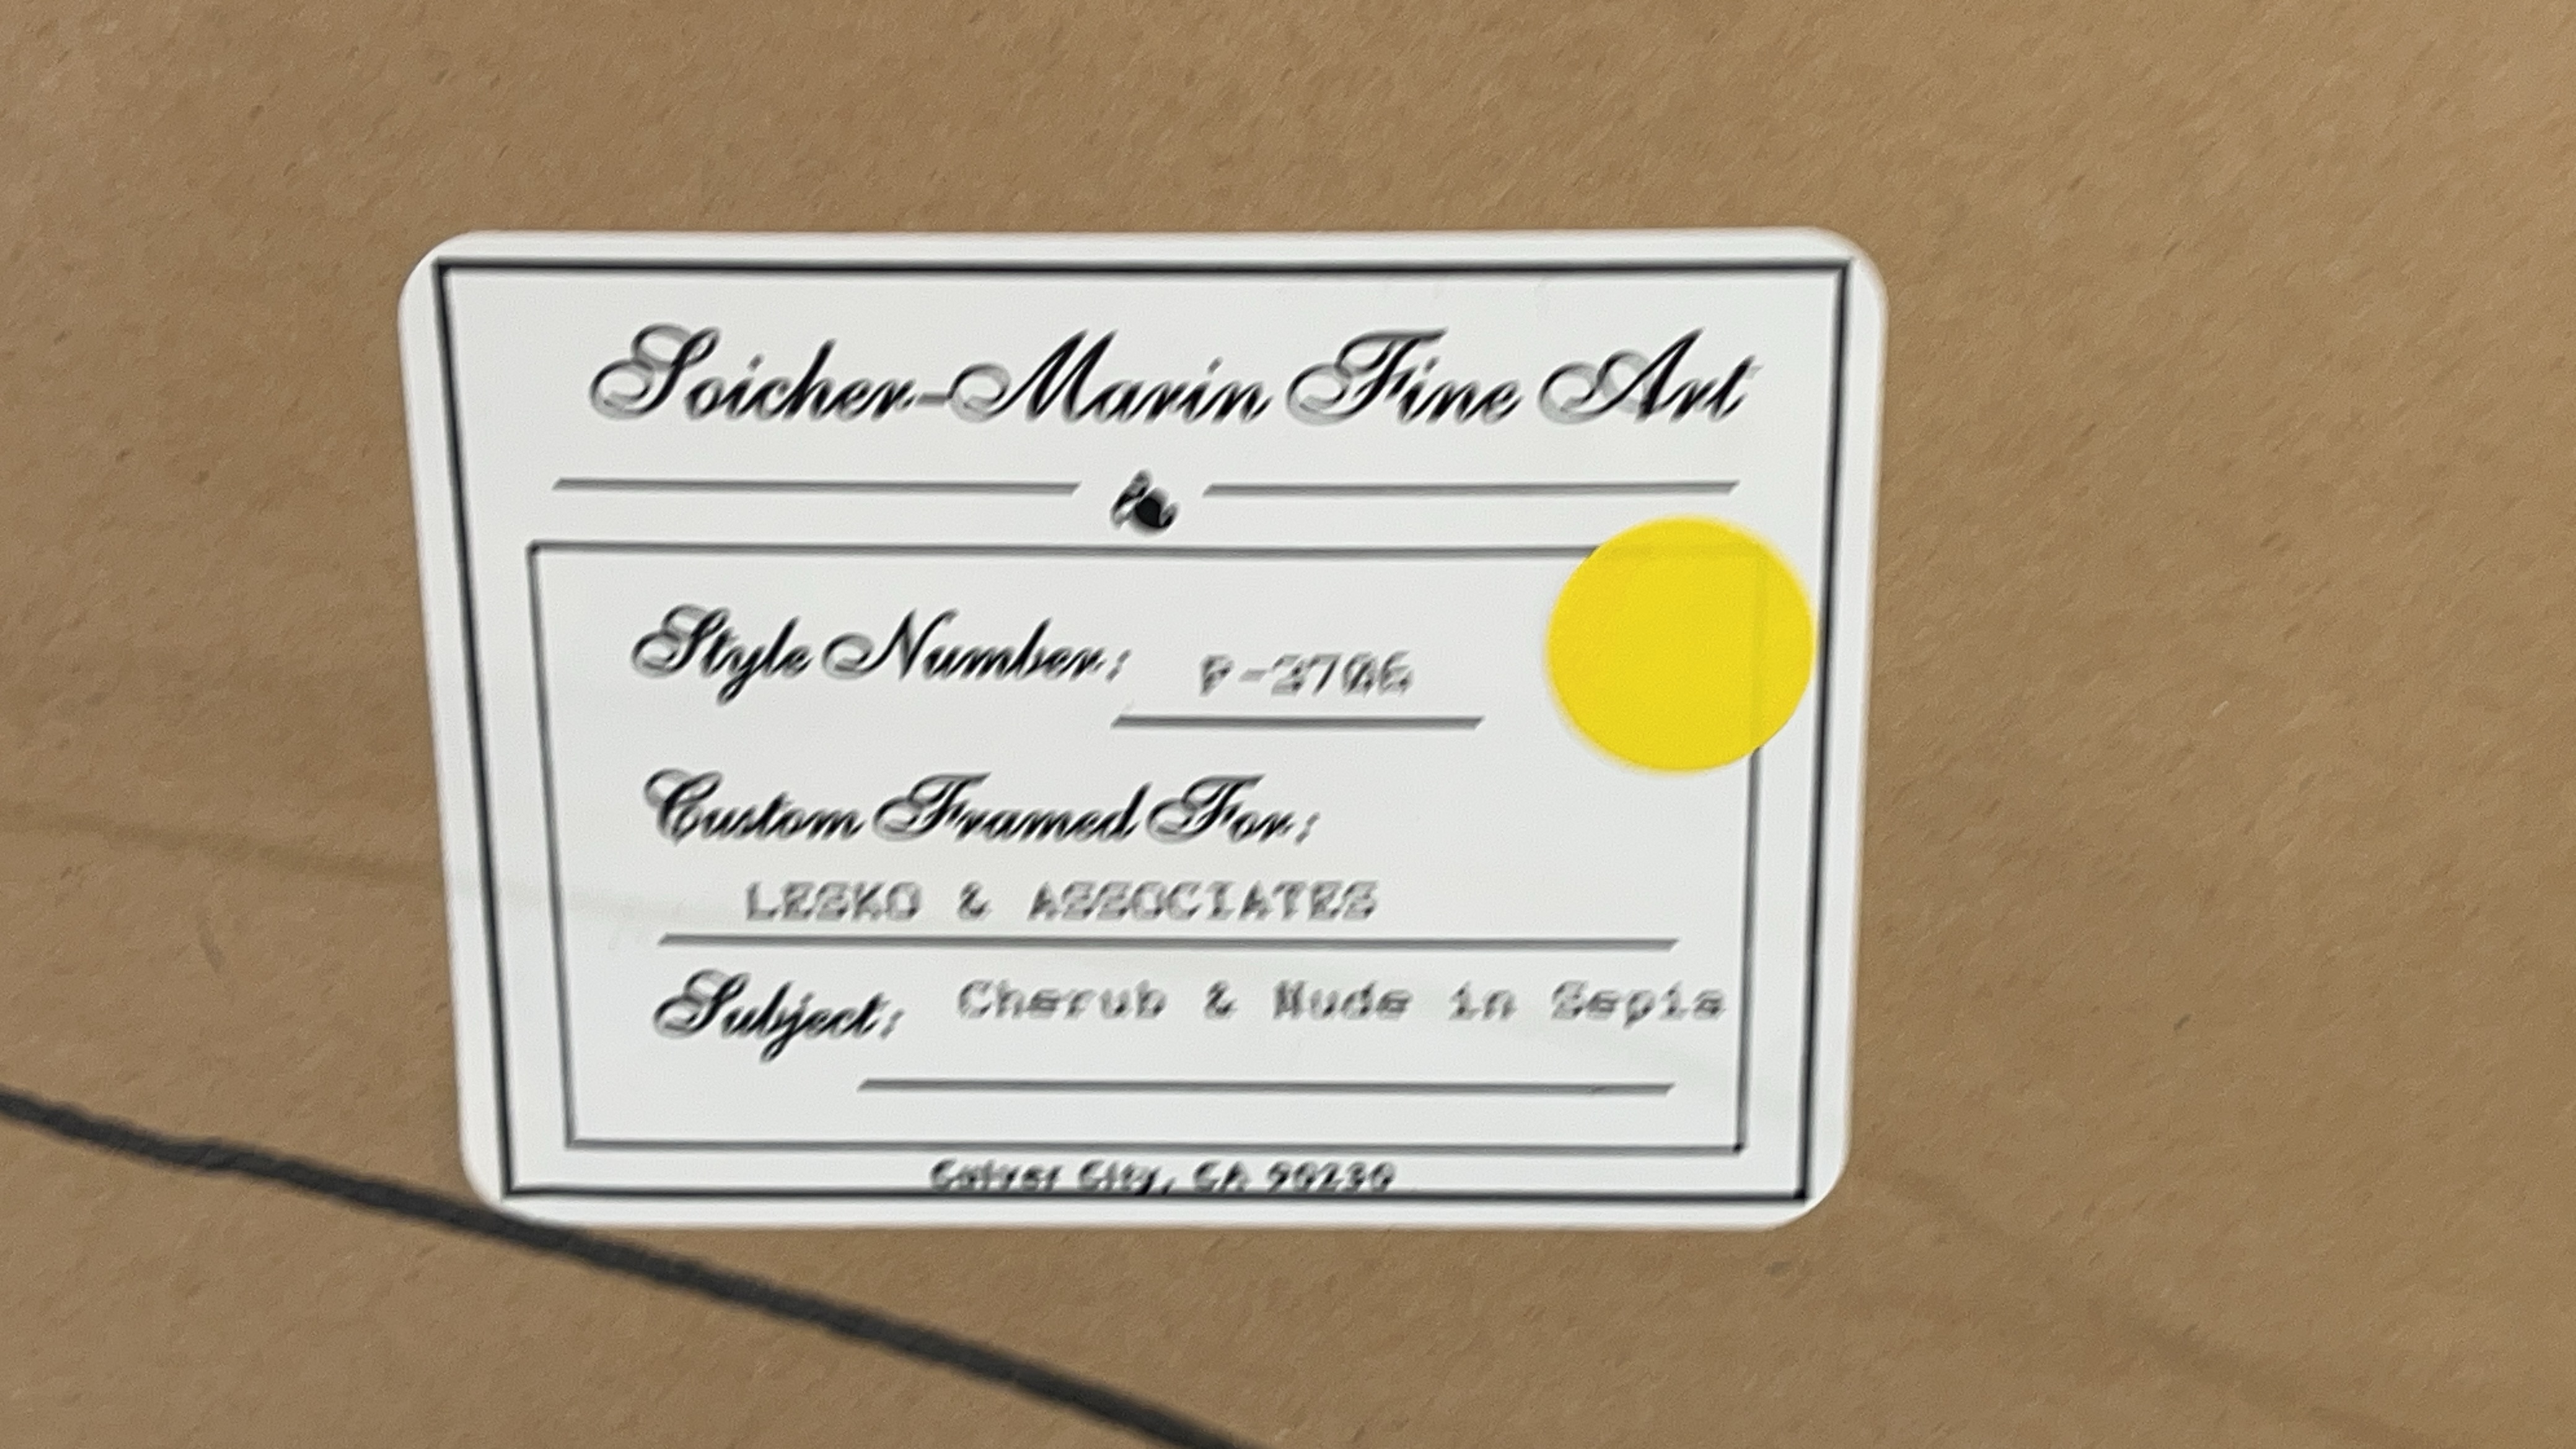 Soicher-Marin Fine Art
Style Number: P-3706
Custom Framed For:
LESKO & ASSOCIATES
Subject: Cherub & Nude in Sepia
Culver City, CA 90230